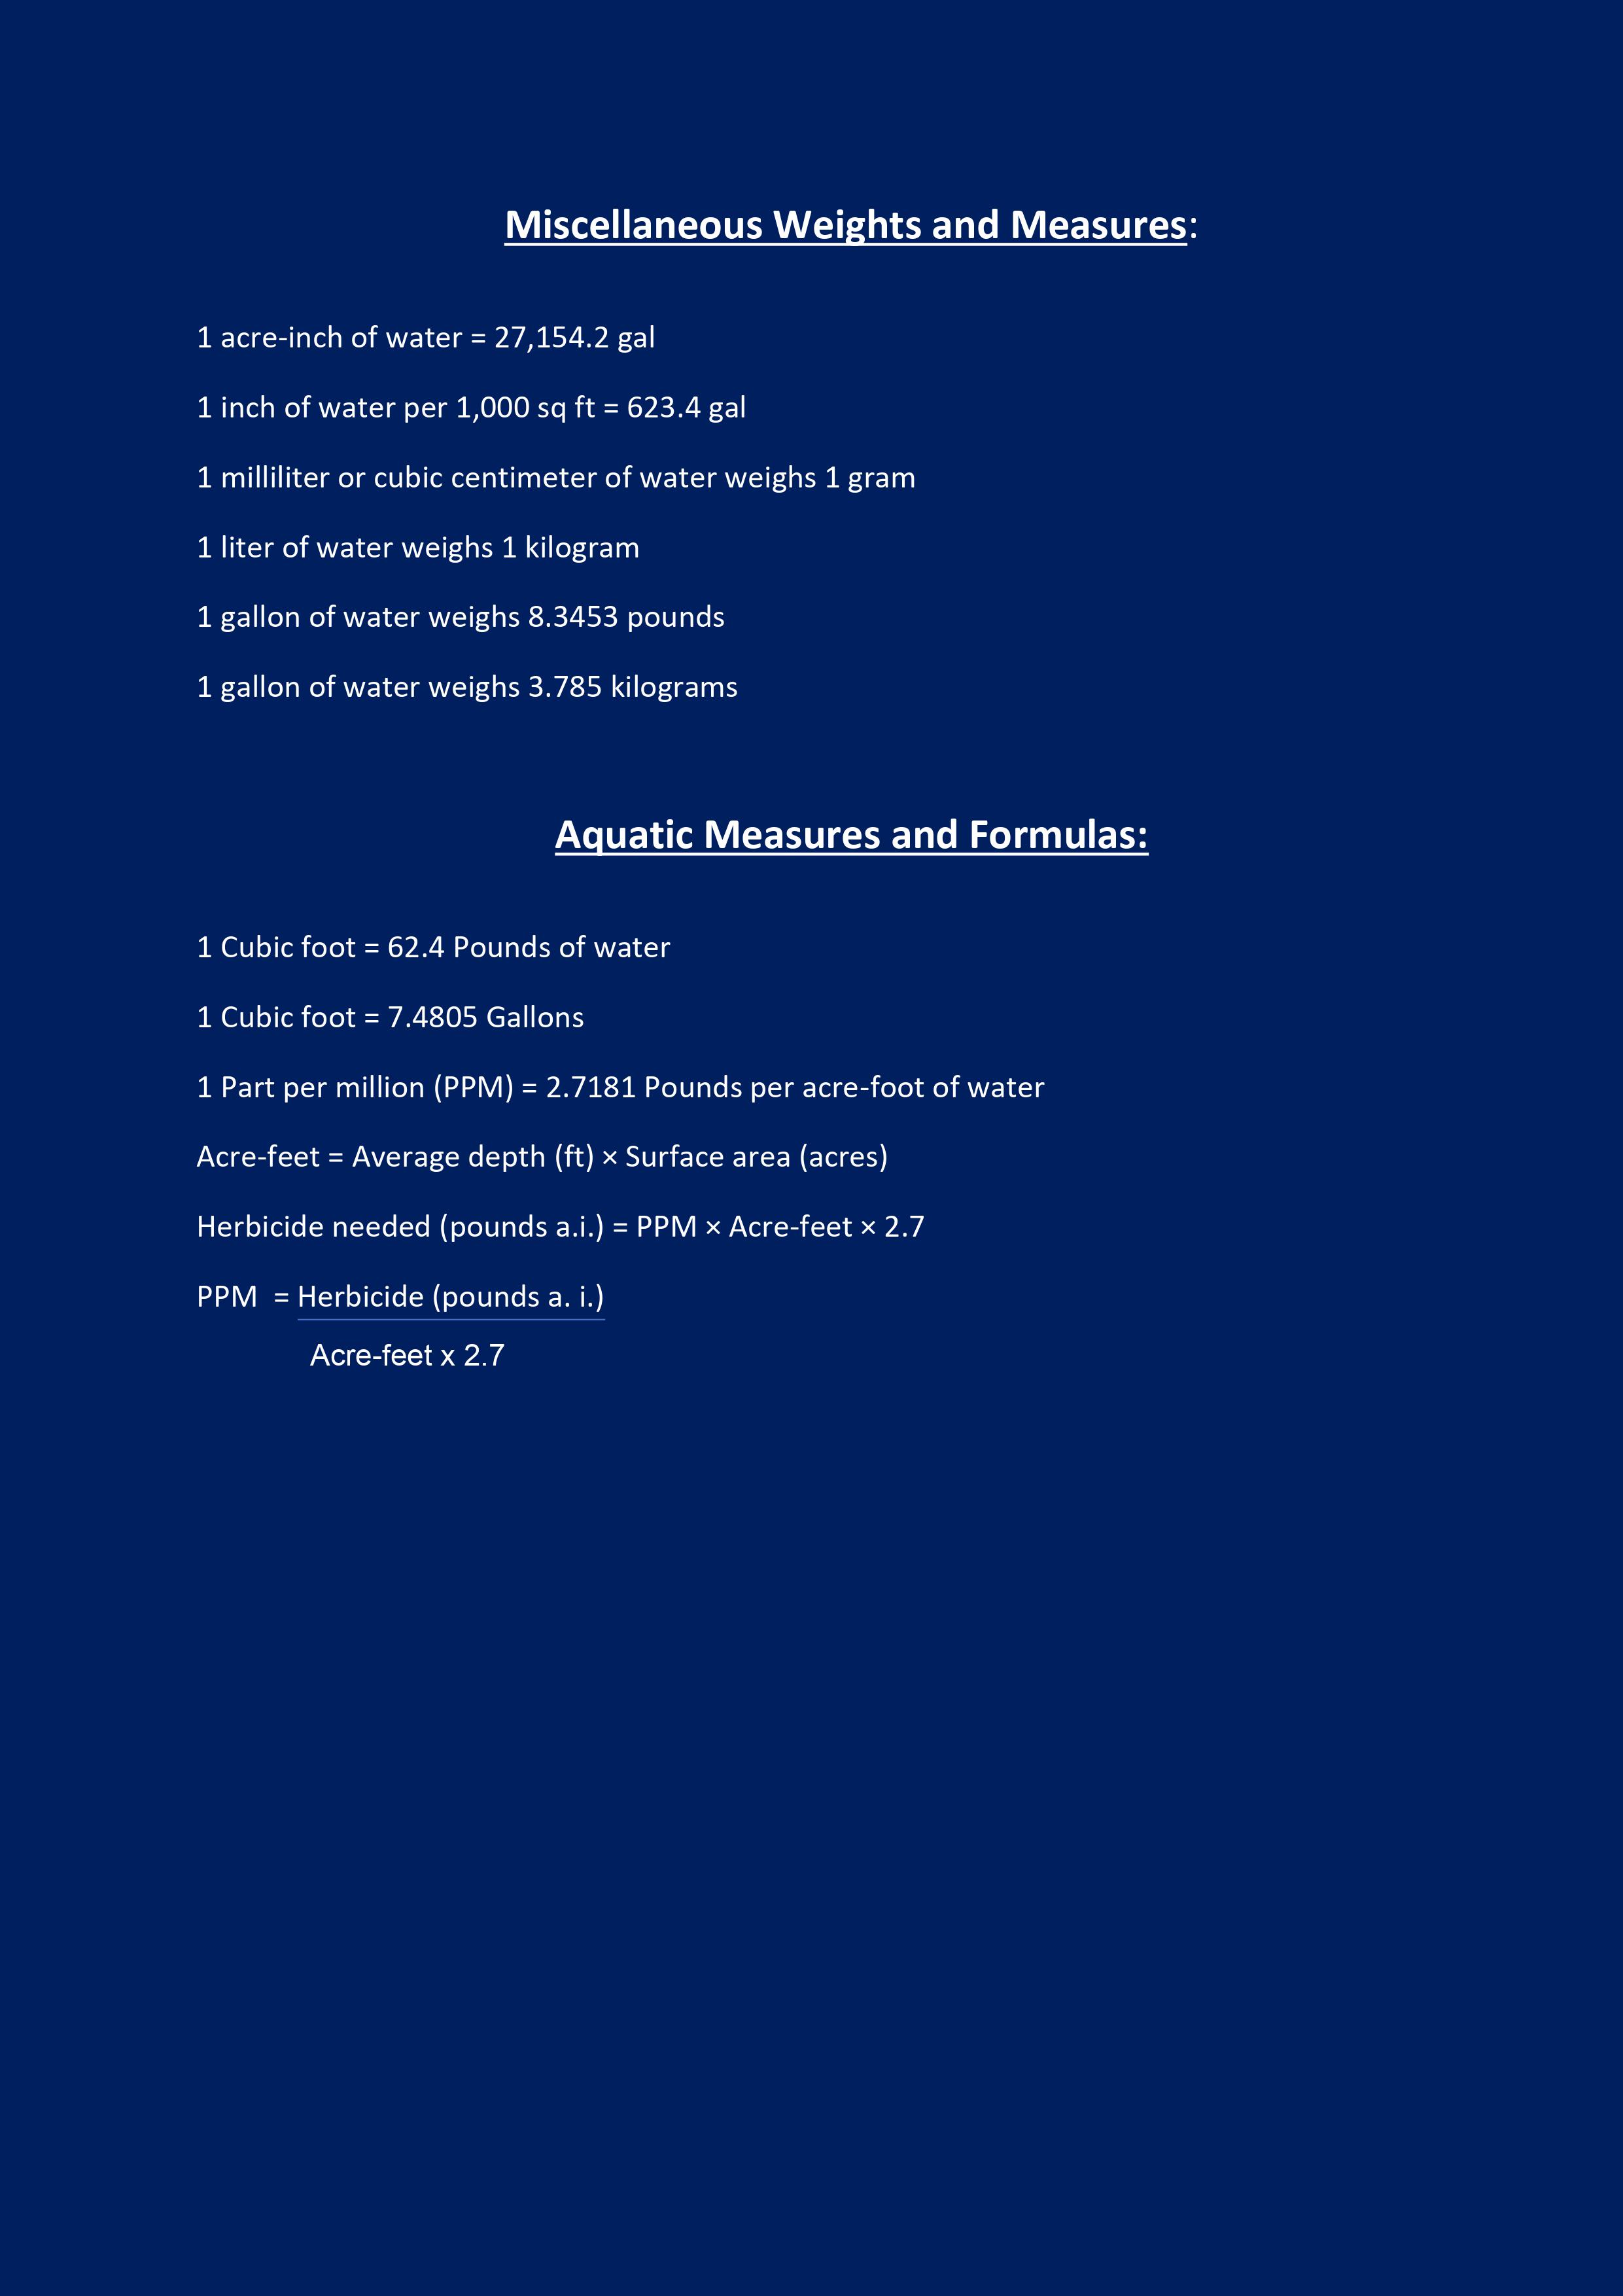 Miscellaneous Weights and Measures:
1 acre-inch of water = 27,154.2 gal
1 inch of water per 1,000 sq ft = 623.4 gal
1 milliliter or cubic centimeter of water weighs 1 gram
1 liter of water weighs 1 kilogram
1 gallon of water weighs 8.3453 pounds
1 gallon of water weighs 3.785 kilograms
Aquatic Measures and Formulas:
1 Cubic foot = 62.4 Pounds of water
1 Cubic foot = 7.4805 Gallons
1 Part per million (PPM) = 2.7181 Pounds per acre-foot of water
Acre-feet = Average depth (ft) × Surface area (acres)
Herbicide needed (pounds a.i.) = PPM × Acre-feet × 2.7
PPM = Herbicide (pounds a. i.)
Acre-feet x 2.7